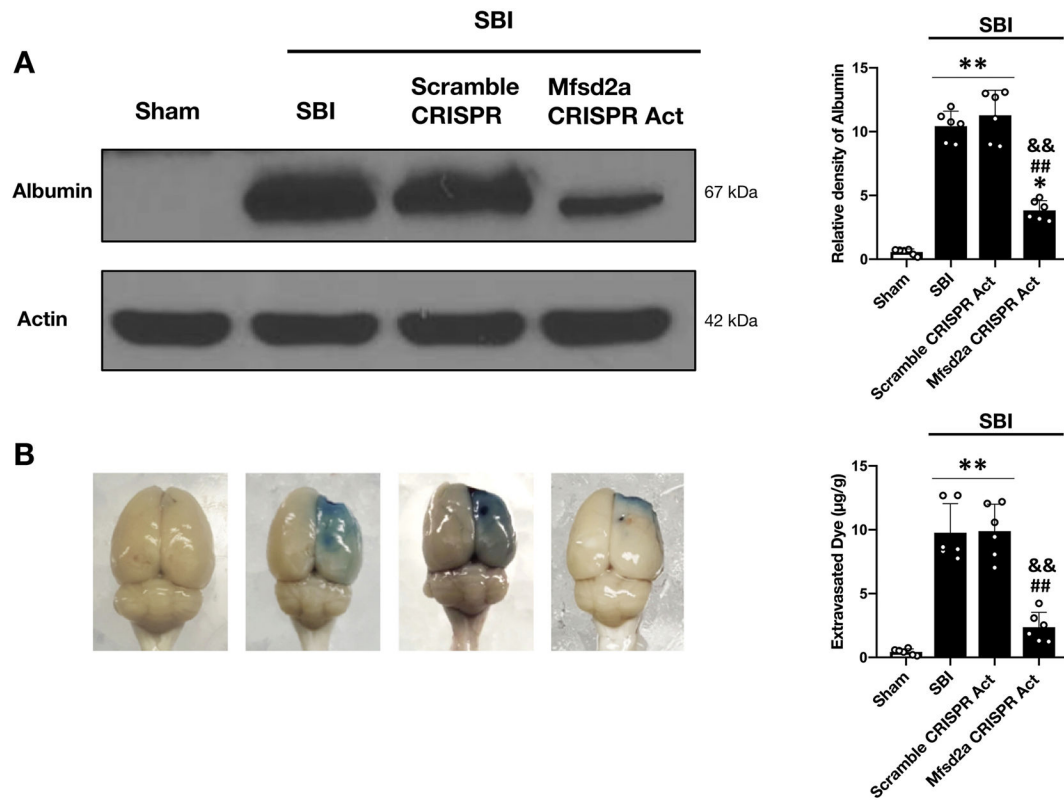 A
SBI
Sham
SBI
Scramble
CRISPR
Mfsd2a
CRISPR Act
Albumin
67 kDa
Actin
42 kDa
SBI
Relative density of Albumin
15
10
5
0
**
&&
##
*
Sham
SBI
Scramble CRISPR Act
Mfsd2a CRISPR Act
B
SBI
Extravasated Dye (µg/g)
15
10
5
0
**
&&
##
Sham
SBI
Scramble CRISPR Act
Mfsd2a CRISPR Act